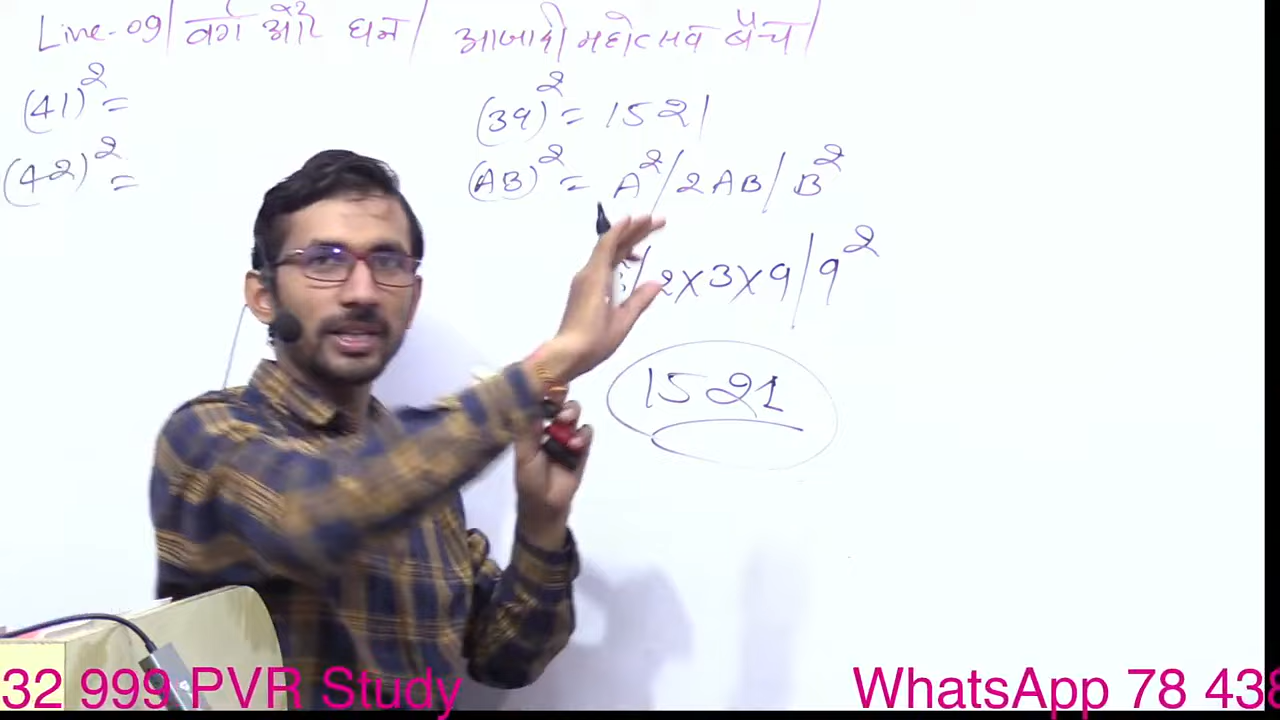 Live-09/ वर्ग और घन/ आजादी महोत्सव बैच/
(41)² =
(42)² =
(39)² = 1521
(AB)² = A²/2AB/B²
/2×3×9/9²
1521
32 999 PVR Study
WhatsApp 78 438